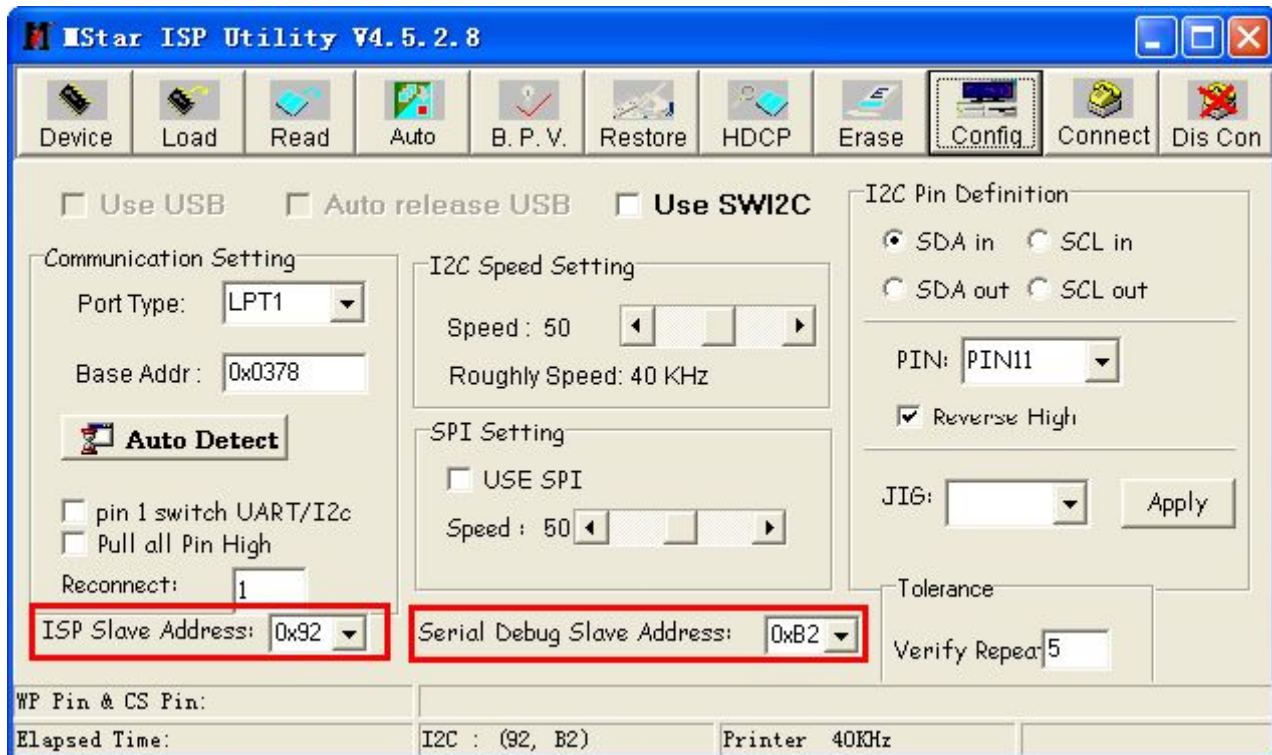 MStar ISP Utility V4.5.2.8
Device Load Read Auto B.P.V. Restore HDCP Erase Config Connect Dis Con
Use USB Auto release USB Use SWI2C
Communication Setting
Port Type: LPT1
Base Addr: 0x0378
Auto Detect
pin 1 switch UART/I2c
Pull all Pin High
Reconnect: 1
ISP Slave Address: 0x92
I2C Speed Setting
Speed: 50
Roughly Speed: 40 KHz
SPI Setting
USE SPI
Speed: 50
Serial Debug Slave Address: 0xB2
I2C Pin Definition
SDA in SCL in
SDA out SCL out
PIN: PIN11
Reverse High
JIG: Apply
Tolerance
Verify Repeat 5
WP Pin & CS Pin:
Elapsed Time: I2C : (92, B2) Printer 40KHz